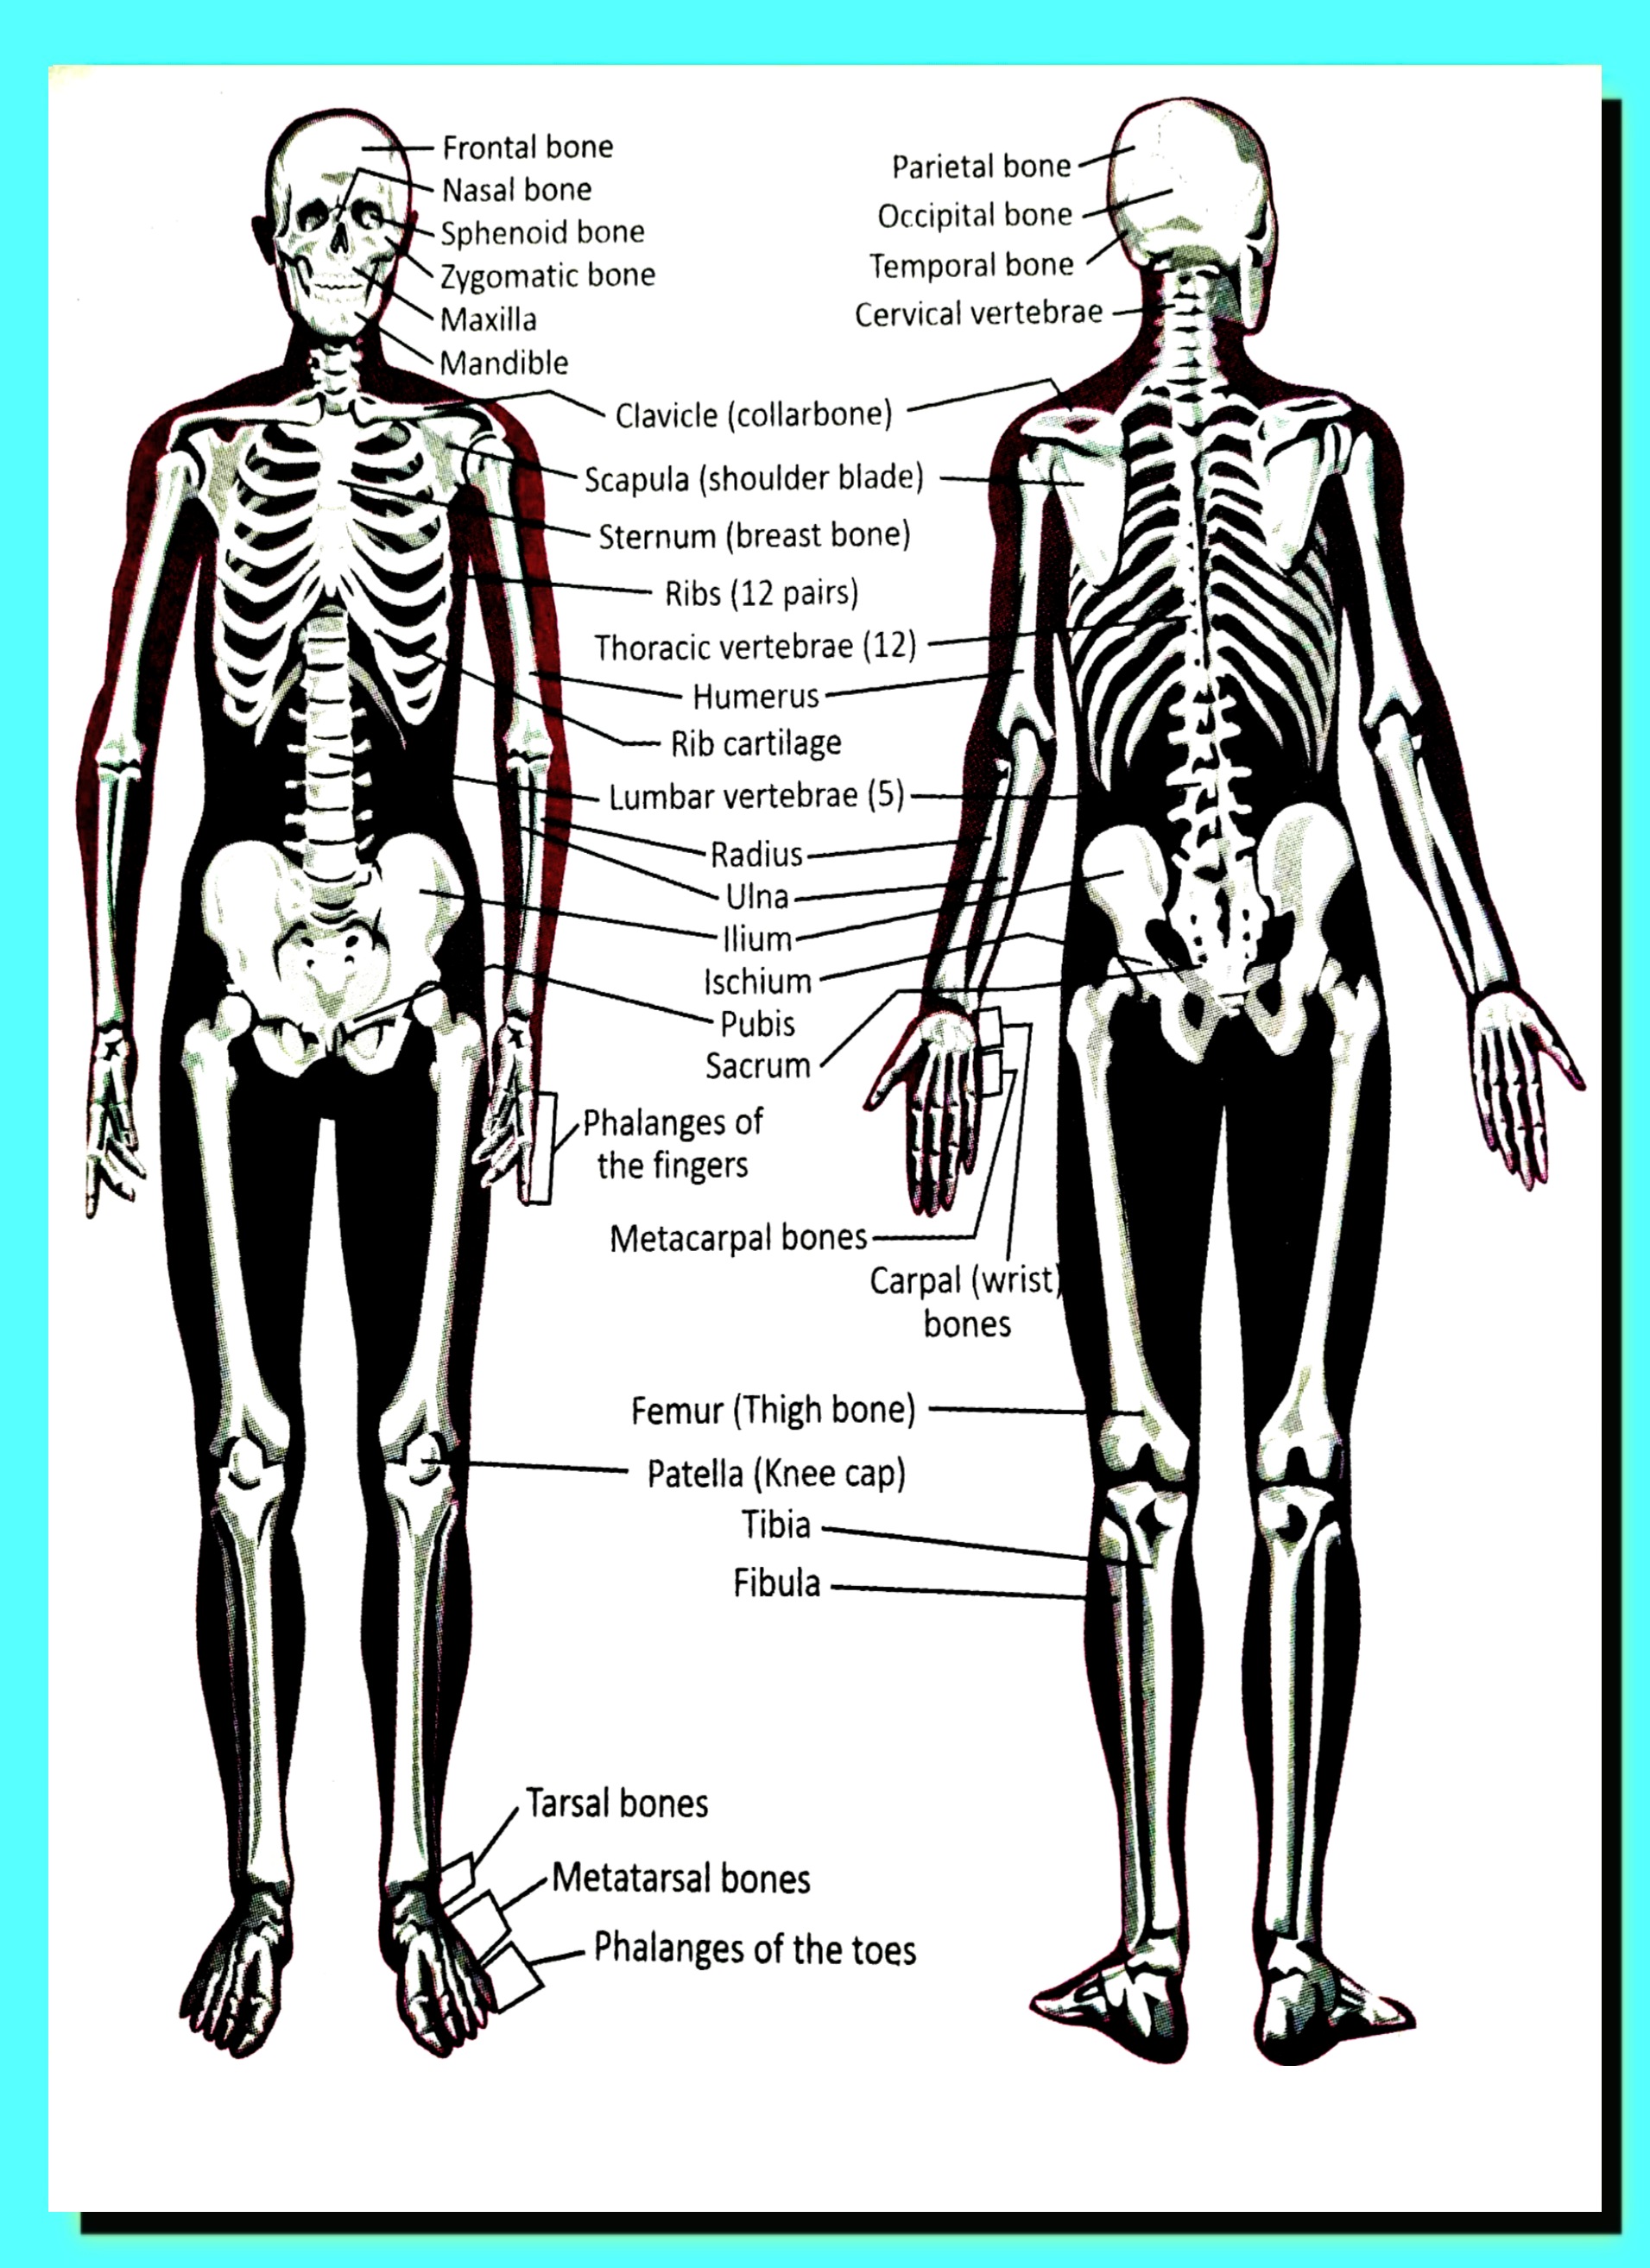 Frontal bone
Nasal bone
Sphenoid bone
Zygomatic bone
Maxilla
Mandible
Parietal bone
Occipital bone
Temporal bone
Cervical vertebrae
Clavicle (collarbone)
Scapula (shoulder blade)
Sternum (breast bone)
Ribs (12 pairs)
Thoracic vertebrae (12)
Humerus
Rib cartilage
Lumbar vertebrae (5)
Radius
Ulna
Ilium
Ischium
Pubis
Sacrum
Phalanges of
the fingers
Metacarpal bones
Carpal (wrist)
bones
Femur (Thigh bone)
Patella (Knee cap)
Tibia
Fibula
Tarsal bones
Metatarsal bones
Phalanges of the toes